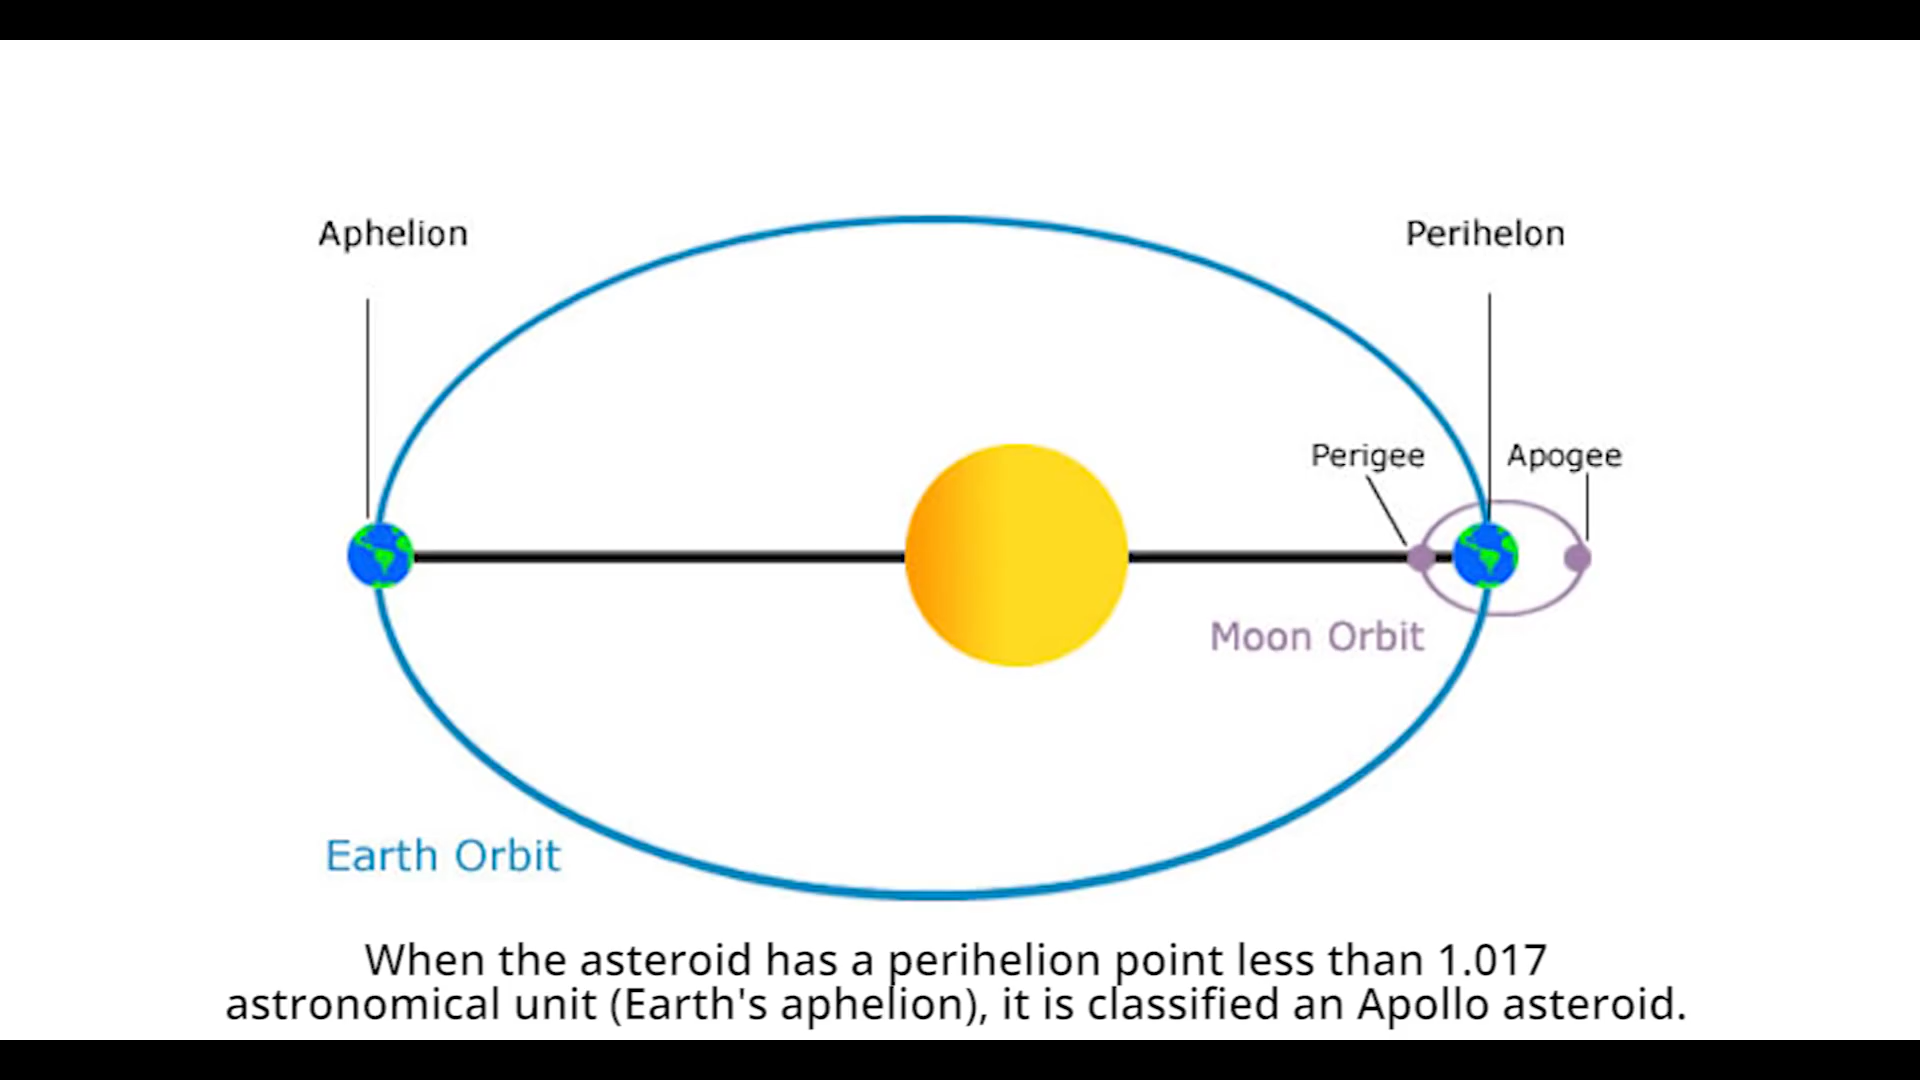 Aphelion
Perihelon
Perigee
Apogee
Moon Orbit
Earth Orbit
When the asteroid has a perihelion point less than 1.017
astronomical unit (Earth's aphelion), it is classified an Apollo asteroid.